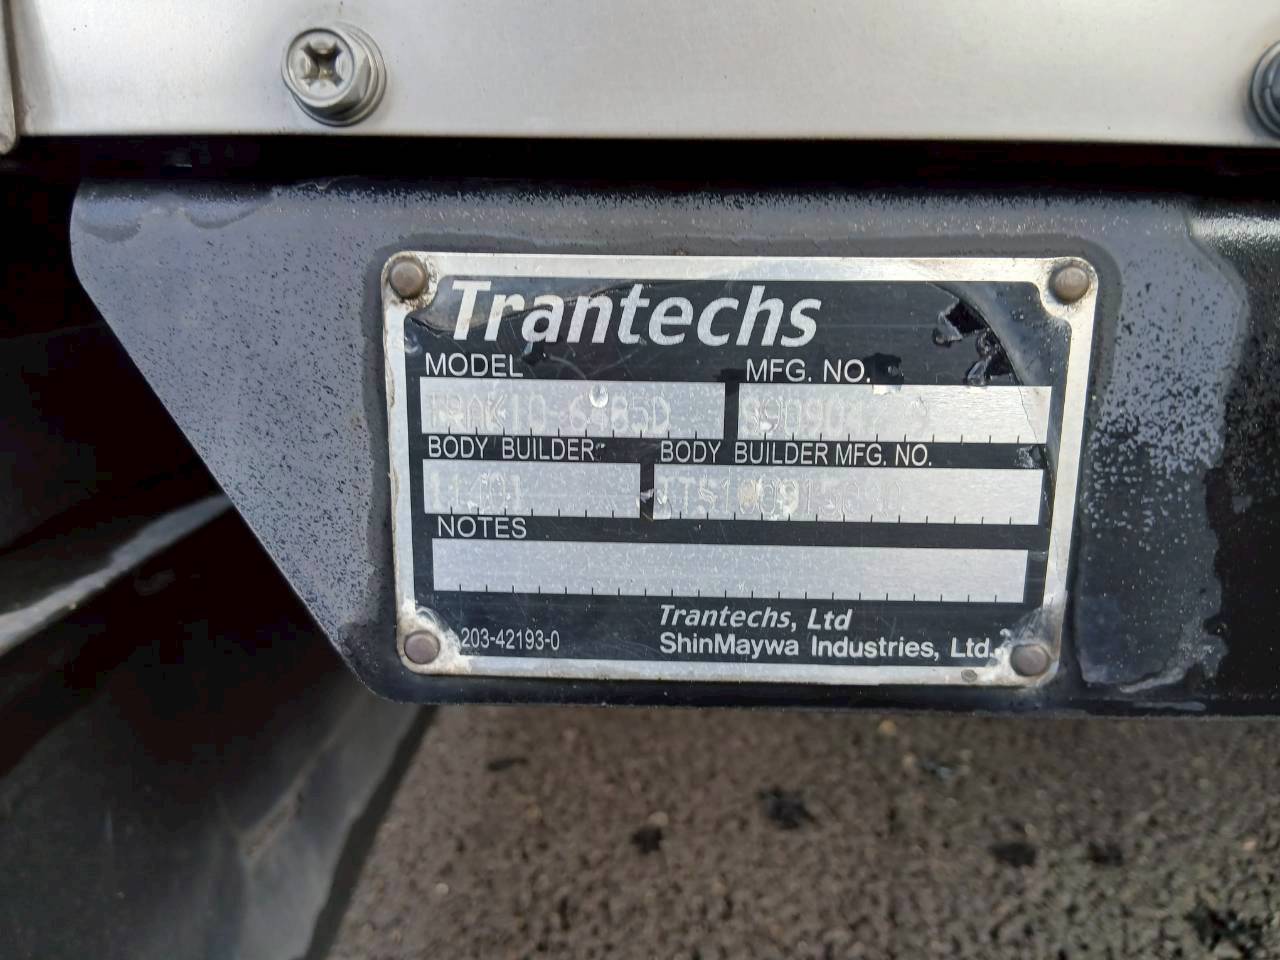 Trantechs
MODEL MFG. NO.
BODY BUILDER BODY BUILDER MFG. NO.
11401
NOTES
Trantechs, Ltd
203-42193-0 ShinMaywa Industries, Ltd.